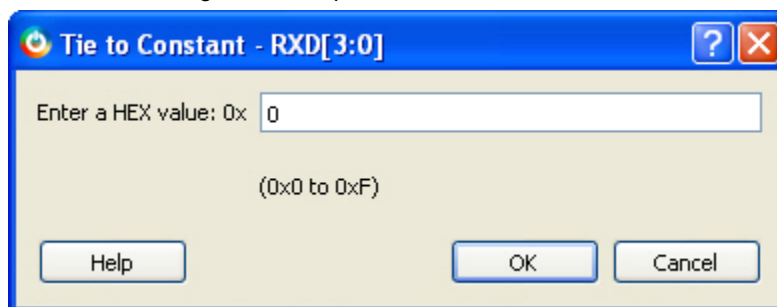 Tie to Constant - RXD[3:0]
Enter a HEX value: 0x 0
(0x0 to 0xF)
Help OK Cancel